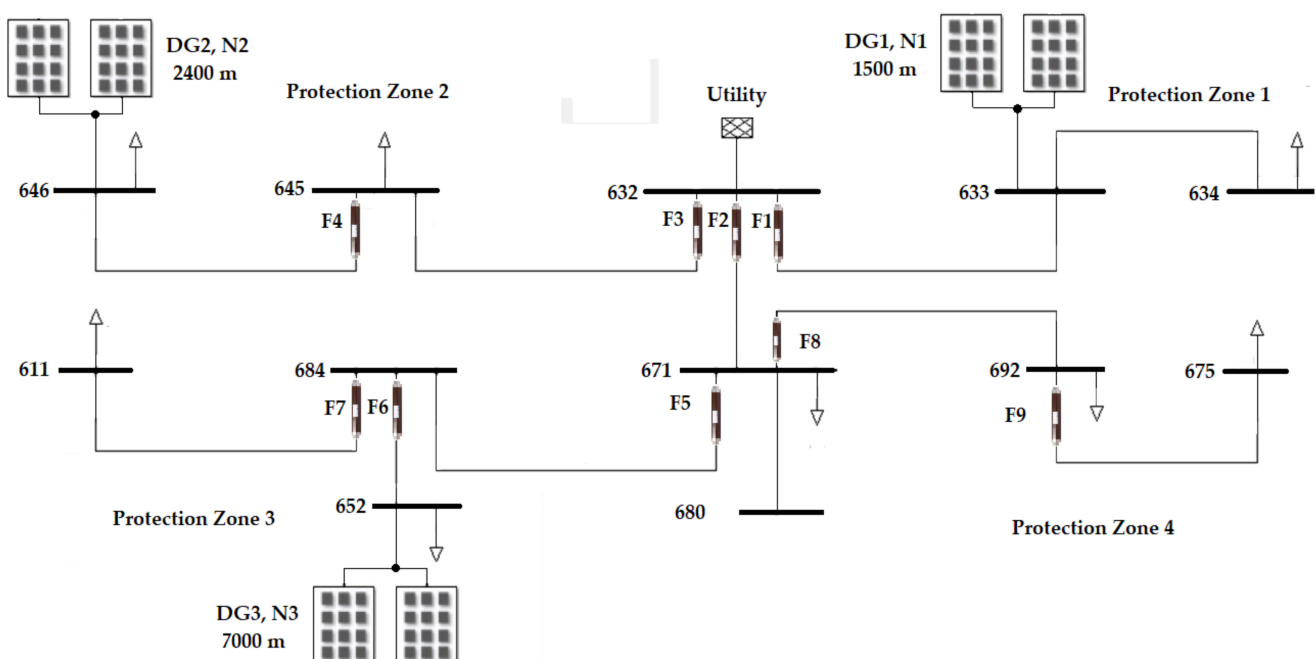 DG2, N2
2400 m
Protection Zone 2
Utility
DG1, N1
1500 m
Protection Zone 1
646
645
632
633
634
F4
F3
F2
F1
611
684
671
692
675
F8
F7
F6
F5
F9
652
680
Protection Zone 3
Protection Zone 4
DG3, N3
7000 m